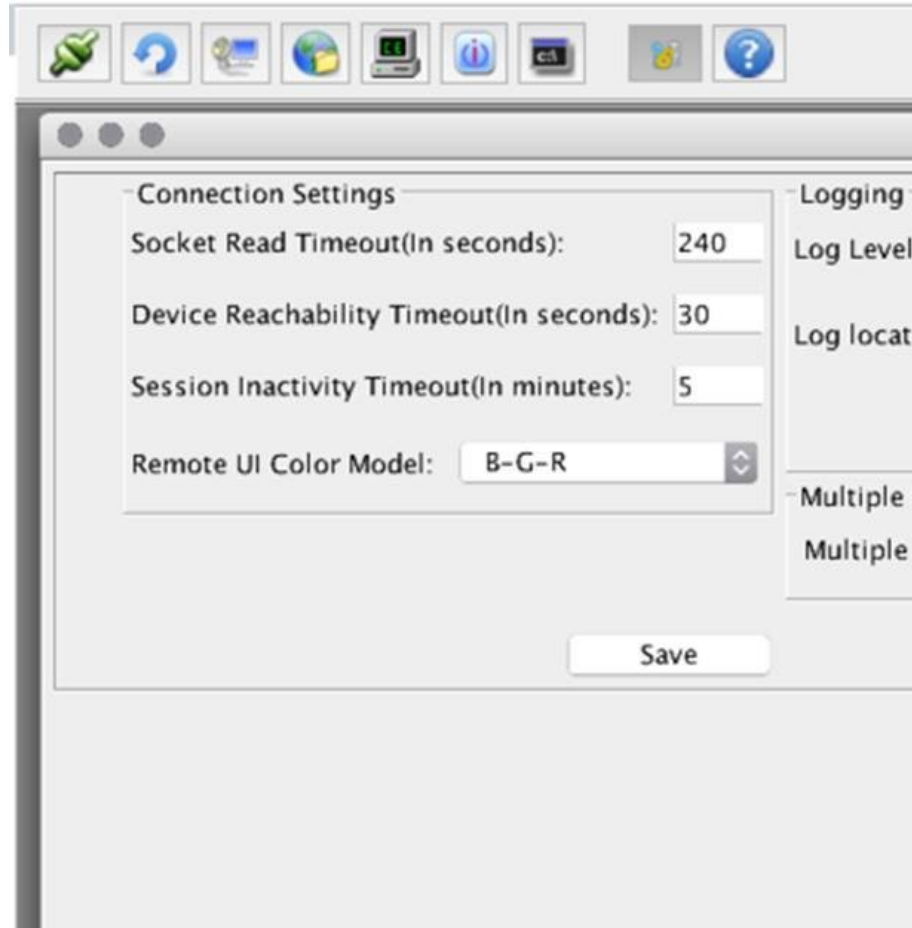 C:\
Connection Settings
Socket Read Timeout(In seconds): 240
Device Reachability Timeout(In seconds): 30
Session Inactivity Timeout(In minutes): 5
Remote UI Color Model: B-G-R
Save
Logging
Log Level
Log locat
Multiple
Multiple